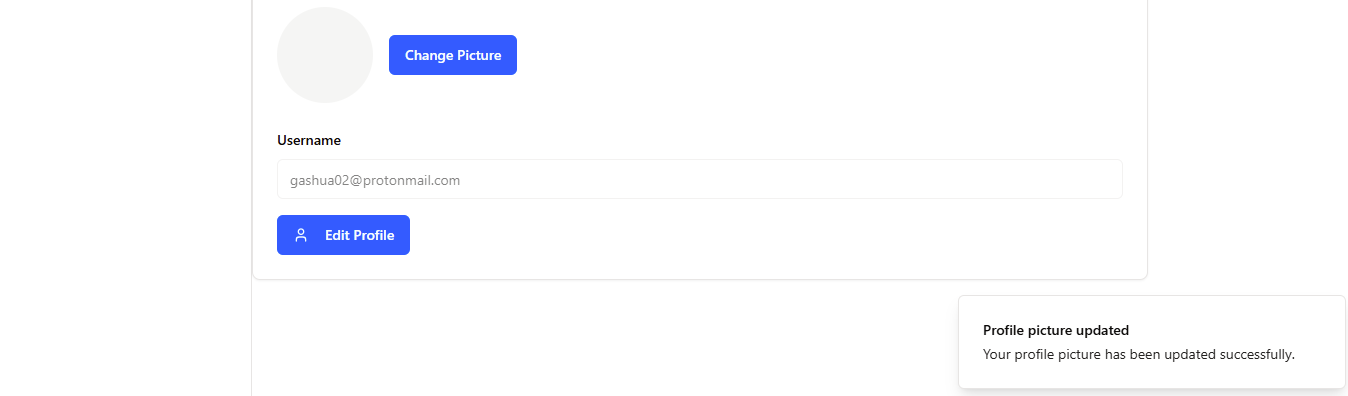 Change Picture
Username
gashua02@protonmail.com
Edit Profile
Profile picture updated
Your profile picture has been updated successfully.